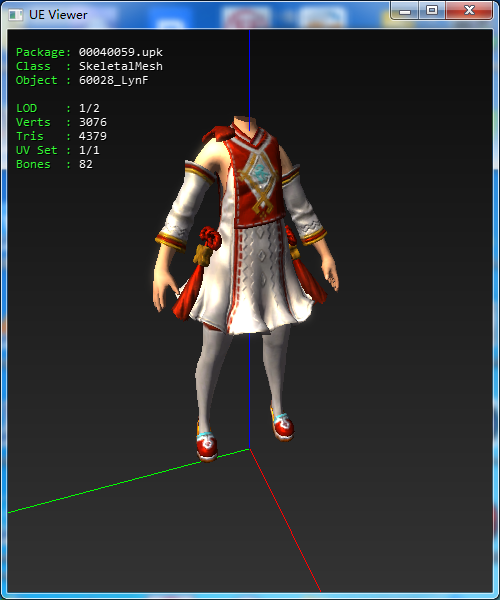 UE Viewer
Package: 00040059.upk
Class : SkeletalMesh
Object : 60028_LynF
LOD : 1/2
Verts : 3076
Tris : 4379
UV Set : 1/1
Bones : 82